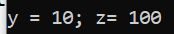 y = 10; z= 100